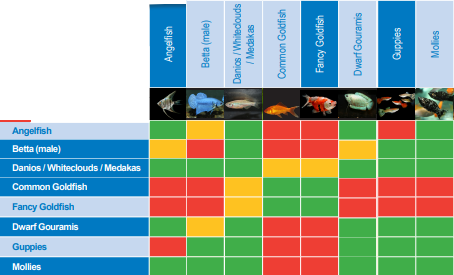 Angelfish
Betta (male)
Danios / Whiteclouds
/ Medakas
Common Goldfish
Fancy Goldfish
Dwarf Gouramis
Guppies
Mollies
Angelfish
Betta (male)
Danios / Whiteclouds / Medakas
Common Goldfish
Fancy Goldfish
Dwarf Gouramis
Guppies
Mollies